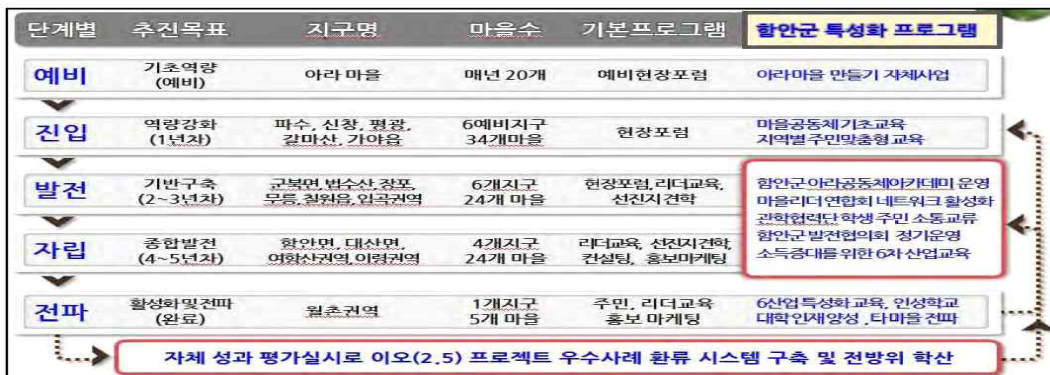 단계별 추진목표 지구명 마을수 기본프로그램 함안군 특성화 프로그램
예비 기초역량 (예비) 아라 마을 매년 20개 예비현장포럼 아라마을 만들기 자체사업
진입 역량강화 (1년차) 파수, 신창, 평광, 갈마산, 가야읍 6예비지구 34개마을 현장포럼 마을공동체 기초교육 지역별 주민맞춤형 교육
발전 기반구축 (2~3년차) 군북면, 법수산, 장포, 무릉, 칠원읍, 입곡권역 6개지구 24개 마을 현장포럼, 리더교육, 선진지 견학
함안군 아라공동체아카데미 운영
마을리더 연합회 네트워크 활성화
관학협력단 학생 주민 소통교류
함안군 발전협의회 정기운영
소득증대를 위한 6차 산업교육
자립 종합발전 (4~5년차) 함안면, 대산면, 여항산권역, 이령권역 4개지구 24개 마을 리더교육, 선진지 견학, 컨설팅, 홍보마케팅
전파 활성화 및 전파 (완료) 월촌권역 1개지구 5개 마을 주민, 리더교육 홍보 마케팅 6산업 특성화 교육, 인성학교 대학인재 양성, 타마을 전파
자체 성과 평가실시로 이오(2.5) 프로젝트 우수사례 환류 시스템 구축 및 전방위 확산